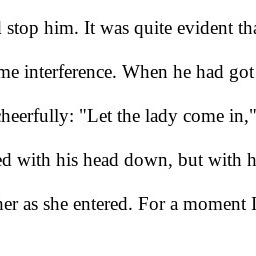 stop him. It was quite evident tha
me interference. When he had got
cheerfully: "Let the lady come in,"
ed with his head down, but with h
her as she entered. For a moment I